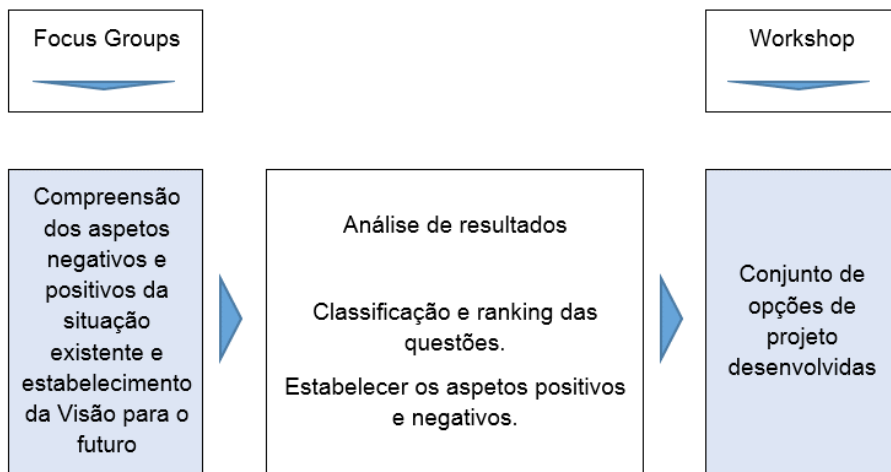 Focus Groups
Workshop
Compreensão
dos aspetos
negativos e
positivos da
situação
existente e
estabelecimento
da Visão para o
futuro
Análise de resultados
Classificação e ranking das
questões.
Estabelecer os aspetos positivos
e negativos.
Conjunto de
opções de
projeto
desenvolvidas